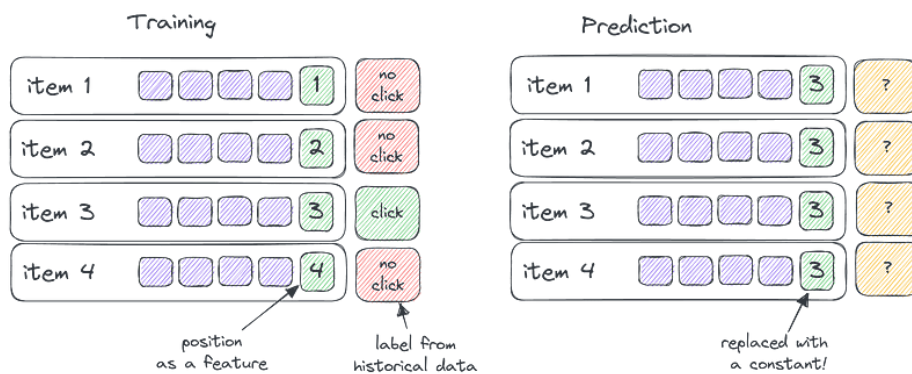 Training
item 1 1 no click
item 2 2 no click
item 3 3 click
item 4 4 no click
position
as a feature
label from
historical data
Prediction
item 1 3 ?
item 2 3 ?
item 3 3 ?
item 4 3 ?
replaced with
a constant!